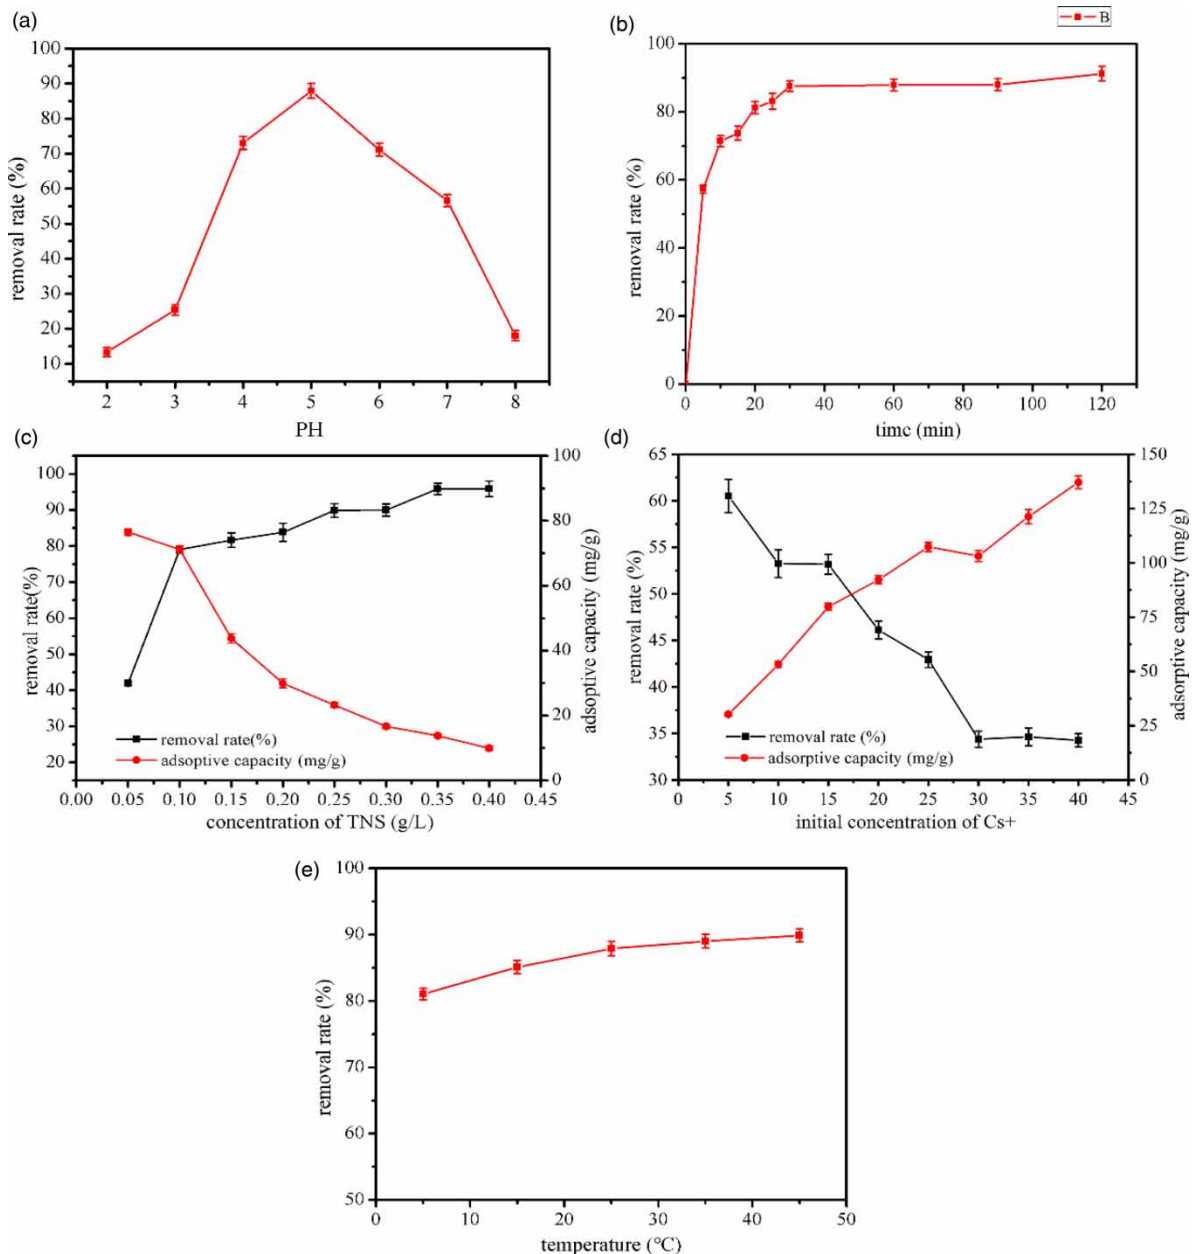 (a)
100
90
80
70
60
50
40
30
20
10
removal rate (%)
2 3 4 5 6 7 8
PH
(b)
B
100
80
60
40
20
0
removal rate (%)
0 20 40 60 80 100 120
time (min)
(c)
100
90
80
70
60
50
40
30
20
removal rate(%)
100
80
60
40
20
0
adsoptive capacity (mg/g)
removal rate(%)
adsoptive capacity (mg/g)
0.00 0.05 0.10 0.15 0.20 0.25 0.30 0.35 0.40 0.45
concentration of TNS (g/L)
(d)
65
60
55
50
45
40
35
30
removal rate (%)
150
125
100
75
50
25
0
adsorptive capacity (mg/g)
removal rate (%)
adsorptive capacity (mg/g)
0 5 10 15 20 25 30 35 40 45
initial concentration of Cs+
(e)
100
90
80
70
60
50
removal rate (%)
0 10 20 30 40 50
temperature (°C)